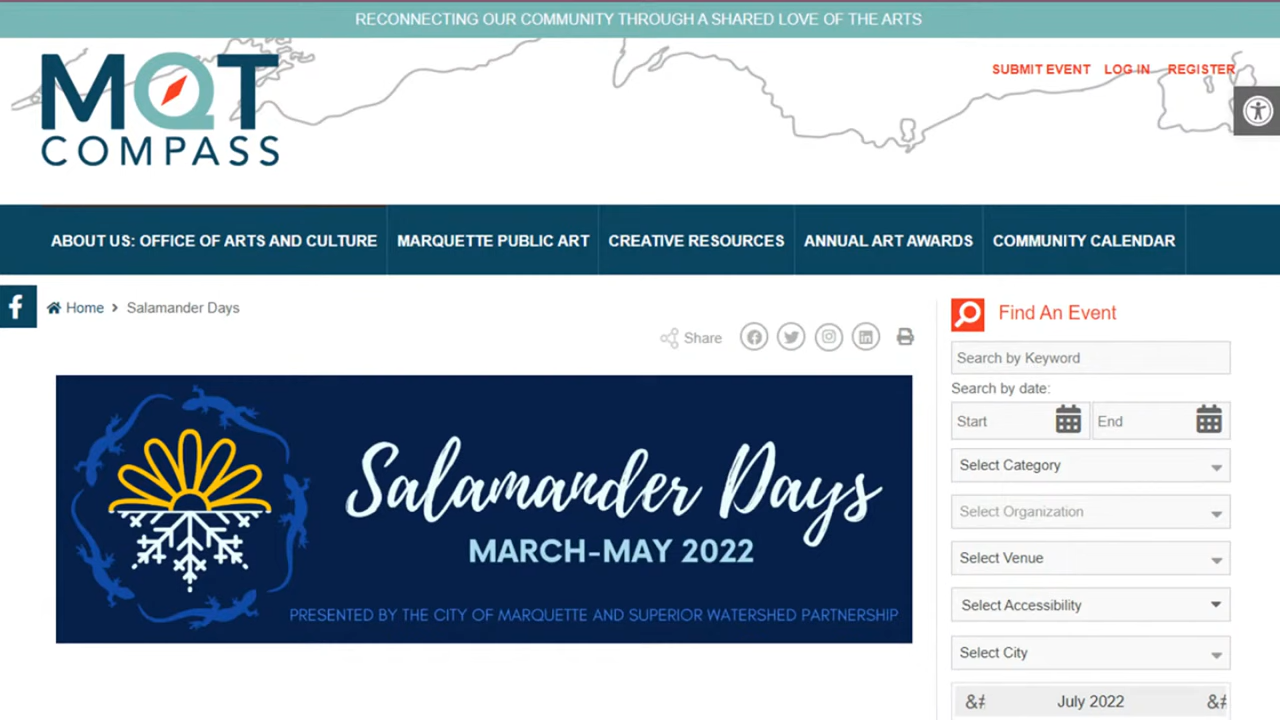 RECONNECTING OUR COMMUNITY THROUGH A SHARED LOVE OF THE ARTS
MQT
COMPASS
SUBMIT EVENT LOG IN REGISTER
ABOUT US: OFFICE OF ARTS AND CULTURE MARQUETTE PUBLIC ART CREATIVE RESOURCES ANNUAL ART AWARDS COMMUNITY CALENDAR
Home > Salamander Days
Share
Salamander Days
MARCH-MAY 2022
PRESENTED BY THE CITY OF MARQUETTE AND SUPERIOR WATERSHED PARTNERSHIP
Find An Event
Search by Keyword
Search by date:
Start End
Select Category
Select Organization
Select Venue
Select Accessibility
Select City
&# July 2022 &#